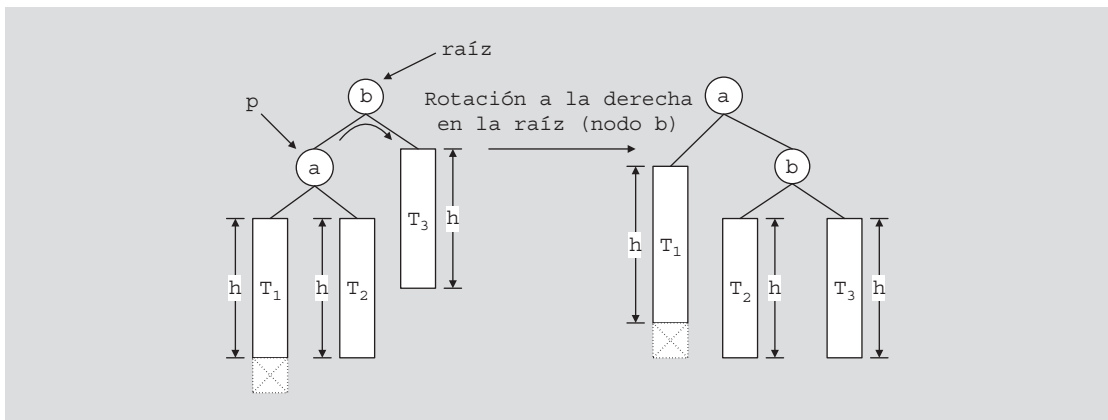 raíz
b
p
Rotación a la derecha
en la raíz (nodo b)
a
a
b
T3
h
h
T1
h
T2
h
T1
T2
h
T3
h